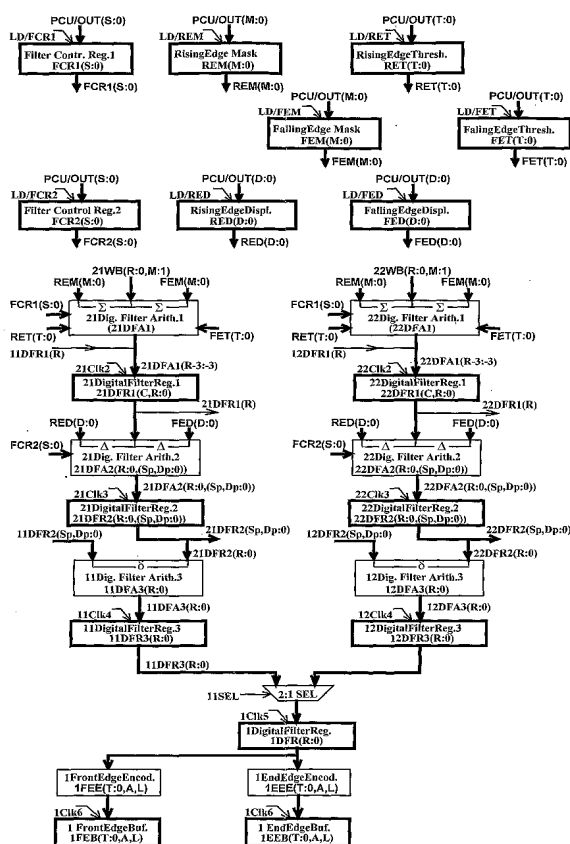 PCU/OUT(S:0) PCU/OUT(M:0) PCU/OUT(T:0)
LD/FCR1 LD/REM LD/RET
Filter Contr. Reg.1 RisingEdge Mask RisingEdgeThresh.
FCR1(S:0) REM(M:0) RET(T:0)
FCR1(S:0) REM(M:0) RET(T:0)
PCU/OUT(M:0) PCU/OUT(T:0)
LD/FEM LD/FET
FallingEdge Mask FalingEdgeThresh.
FEM(M:0) FET(T:0)
FEM(M:0) FET(T:0)
PCU/OUT(S:0) PCU/OUT(D:0) PCU/OUT(D:0)
LD/FCR2 LD/RED LD/FED
Filter Control Reg.2 RisingEdgeDispl. FallingEdgeDispl.
FCR2(S:0) RED(D:0) FED(D:0)
FCR2(S:0) RED(D:0) FED(D:0)
21WB(R:0,M:1) 22WB(R:0,M:1)
REM(M:0) FEM(M:0) REM(M:0) FEM(M:0)
FCR1(S:0) Σ Σ FCR1(S:0) Σ Σ
21Dig. Filter Arith.1 22Dig. Filter Arith.1
RET(T:0) (21DFA1) FET(T:0) RET(T:0) (22DFA1) FET(T:0)
11DFR1(R) 12DFR1(R)
21Clk2 21DFA1(R-3:-3) 22Clk2 22DFA1(R-3:-3)
21DigitalFilterReg.1 22DigitalFilterReg.1
21DFR1(C,R:0) 22DFR1(C,R:0)
21DFR1(R) 22DFR1(R)
RED(D:0) FED(D:0) RED(D:0) FED(D:0)
Δ Δ Δ Δ
FCR2(S:0) 21Dig. Filter Arith.2 FCR2(S:0) 22Dig. Filter Arith.2
21DFA2(R:0,(Sp,Dp:0)) 22DFA2(R:0,(Sp,Dp:0))
21Clk3 21DFA2(R:0,(Sp,Dp:0)) 22Clk3 22DFA2(R:0,(Sp,Dp:0))
21DigitalFilterReg.2 22DigitalFilterReg.2
21DFR2(R:0,(Sp,Dp:0)) 22DFR2(R:0,(Sp,Dp:0))
11DFR2(Sp,Dp:0) 21DFR2(Sp,Dp:0) 12DFR2(Sp,Dp:0) 22DFR2(Sp,Dp:0)
21DFR2(R:0) 22DFR2(R:0)
δ δ
11Dig. Filter Arith.3 12Dig. Filter Arith.3
11DFA3(R:0) 12DFA3(R:0)
11Clk4 11DFA3(R:0) 12Clk4 12DFA3(R:0)
11DigitalFilterReg.3 12DigitalFilterReg.3
11DFR3(R:0) 12DFR3(R:0)
11DFR3(R:0)
11SEL 2:1 SEL
1Clk5
1DigitalFilterReg.
1DFR(R:0)
1FrontEdgeEncod. 1EndEdgeEncod.
1FEE(T:0,A,L) 1EEE(T:0,A,L)
1Clk6 1Clk6
1 FrontEdgeBuf. 1 EndEdgeBuf.
1FEB(T:0,A,L) 1EEB(T:0,A,L)